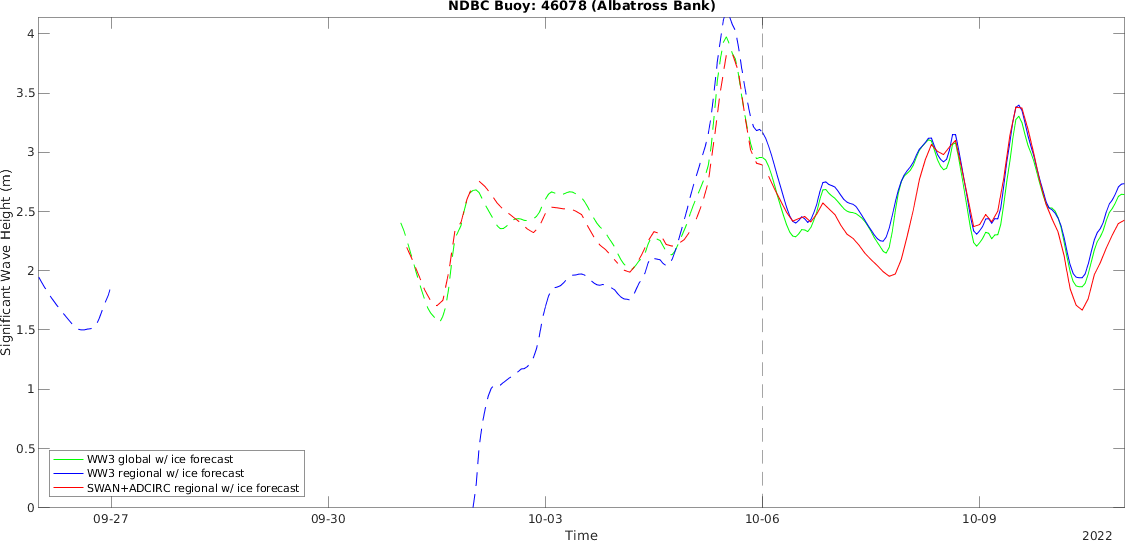 NDBC Buoy: 46078 (Albatross Bank)
4
3.5
3
2.5
2
1.5
1
0.5
0
Significant Wave Height (m)
WW3 global w/ ice forecast
WW3 regional w/ ice forecast
SWAN+ADCIRC regional w/ ice forecast
09-27
09-30
10-03
10-06
10-09
Time
2022